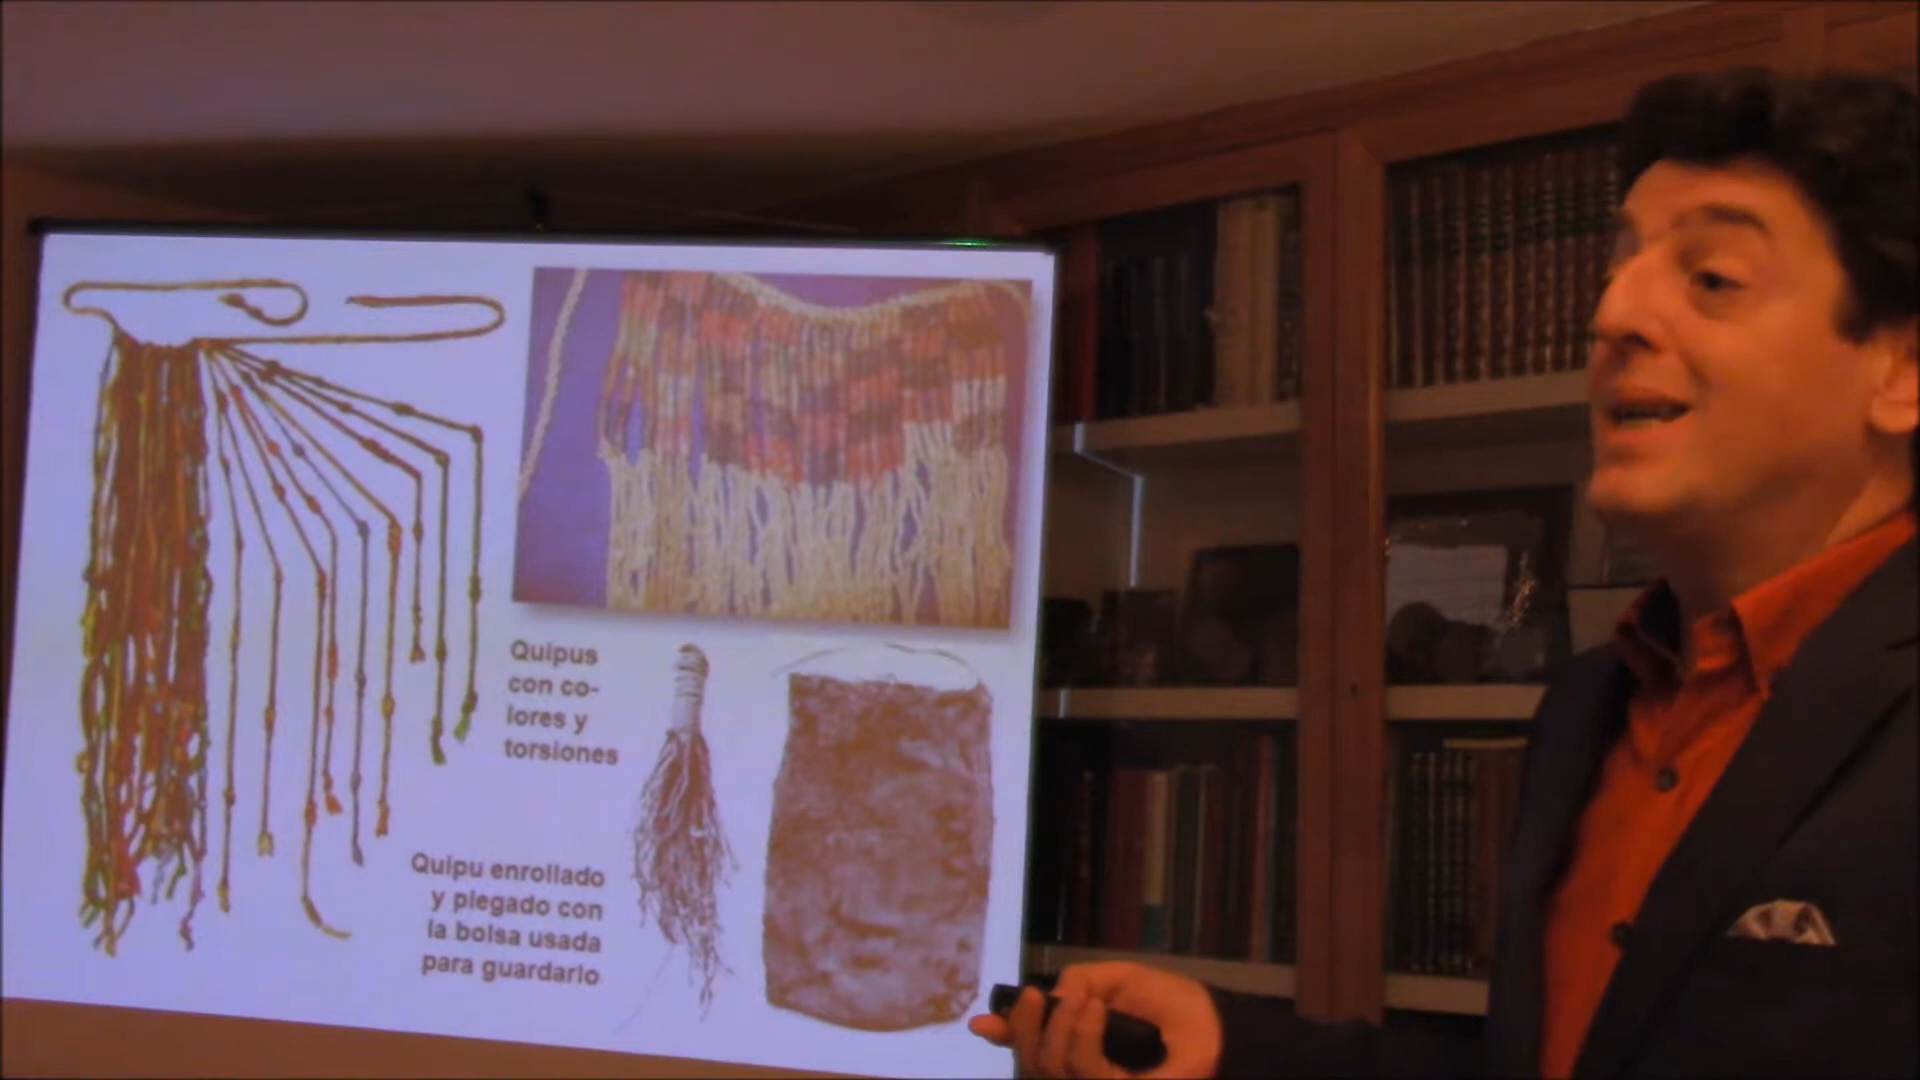 Quipus
con co-
lores y
torsiones
Quipu enrollado
y plegado con
la bolsa usada
para guardarlo